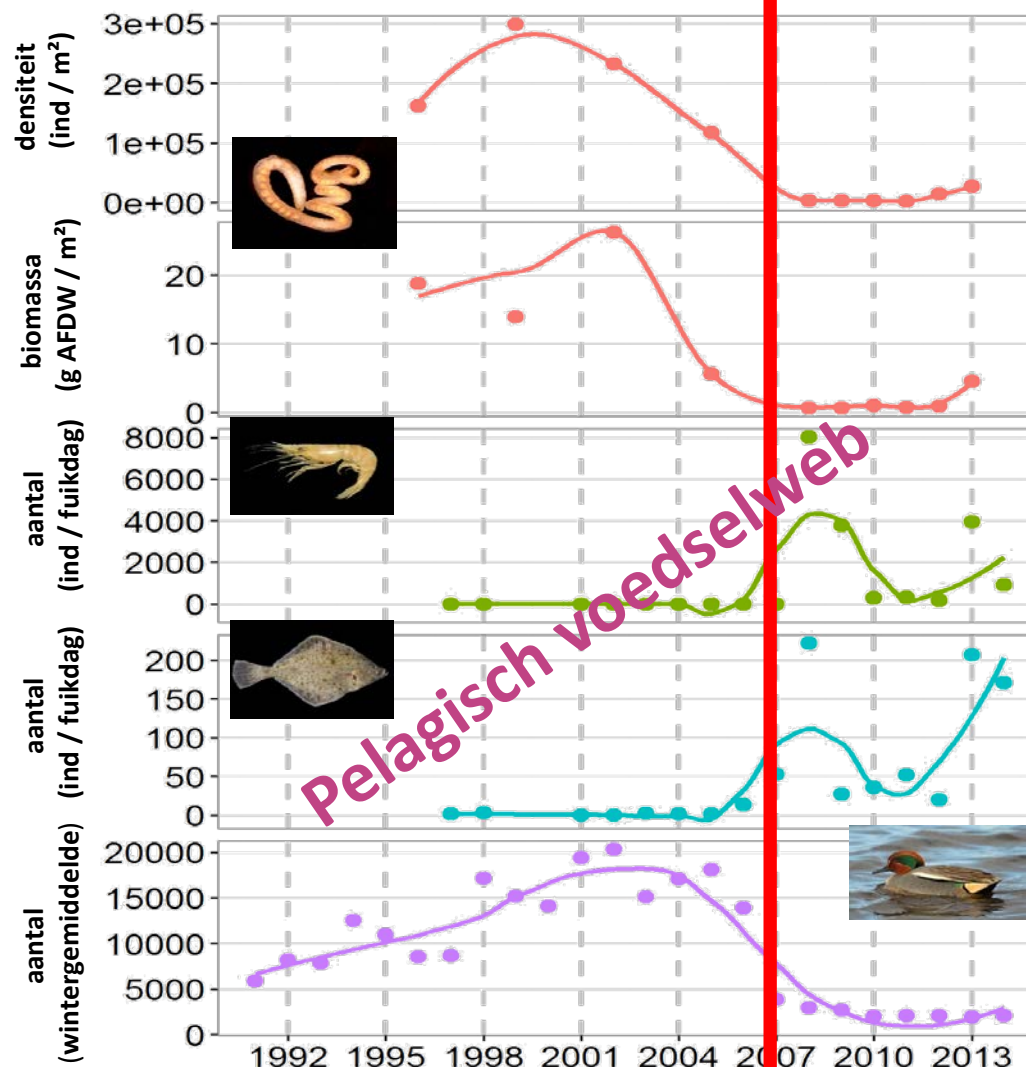 densiteit
(ind / m²)
3e+05
2e+05
1e+05
0e+00
biomassa
(g AFDW / m²)
20
10
0
aantal
(ind / fuikdag)
8000
6000
4000
2000
0
aantal
(ind / fuikdag)
200
150
100
50
0
Pelagisch voedselweb
aantal
(wintergemiddelde)
20000
15000
10000
5000
0
1992 1995 1998 2001 2004 2007 2010 2013